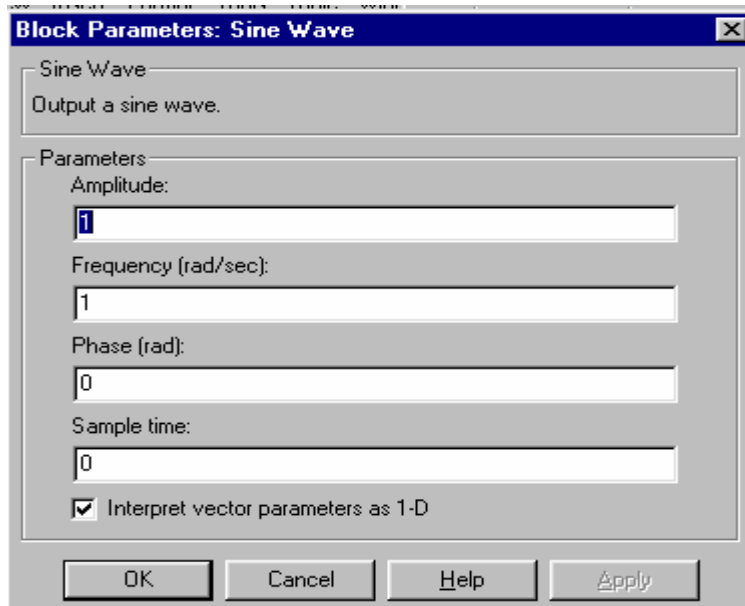 Block Parameters: Sine Wave
Sine Wave
Output a sine wave.
Parameters
Amplitude:
1
Frequency (rad/sec):
1
Phase (rad):
0
Sample time:
0
Interpret vector parameters as 1-D
OK Cancel Help Apply